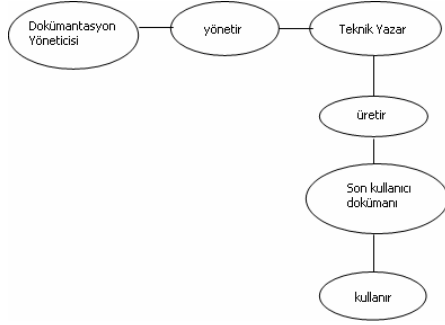 Dokümantasyon
Yöneticisi
yönetir
Teknik Yazar
üretir
Son kullanıcı
dokümanı
kullanır